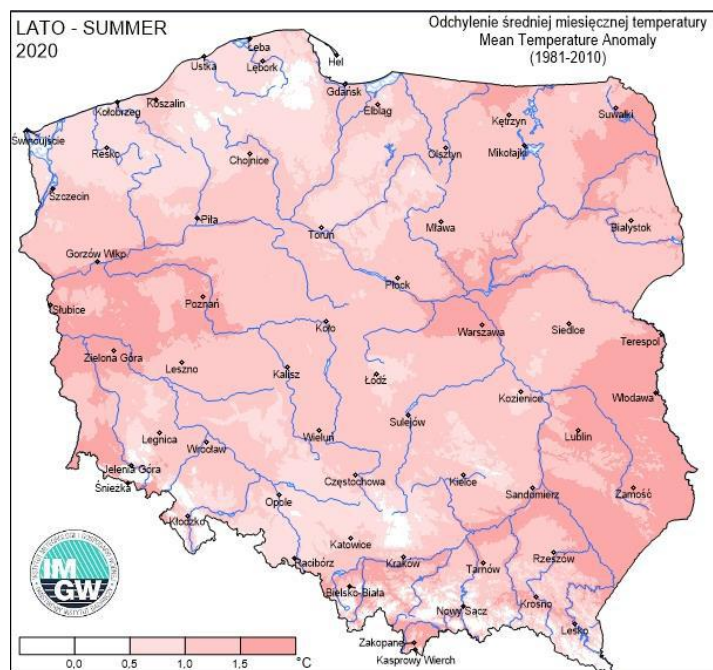 LATO - SUMMER
2020
Odchylenie średniej miesięcznej temperatury
Mean Temperature Anomaly
(1981-2010)
Łeba
Ustka
Lębork
Hel
Gdańsk
Kołobrzeg
Koszalin
Elbląg
Kętrzyn
Suwałki
Świnoujście
Resko
Chojnice
Olsztyn
Mikołajki
Szczecin
Piła
Toruń
Mława
Białystok
Gorzów Wlkp.
Płock
Słubice
Poznań
Koło
Warszawa
Siedlce
Terespol
Zielona Góra
Leszno
Kalisz
Łódź
Kozienice
Włodawa
Sulejów
Legnica
Wrocław
Wieluń
Lublin
Jelenia Góra
Śnieżka
Częstochowa
Kielce
Sandomierz
Zamość
Opole
Kłodzko
Katowice
Racibórz
Kraków
Tarnów
Rzeszów
Bielsko-Biała
Nowy Sącz
Krosno
Lesko
Zakopane
Kasprowy Wierch
IM
GW
0,0 0,5 1,0 1,5 °C